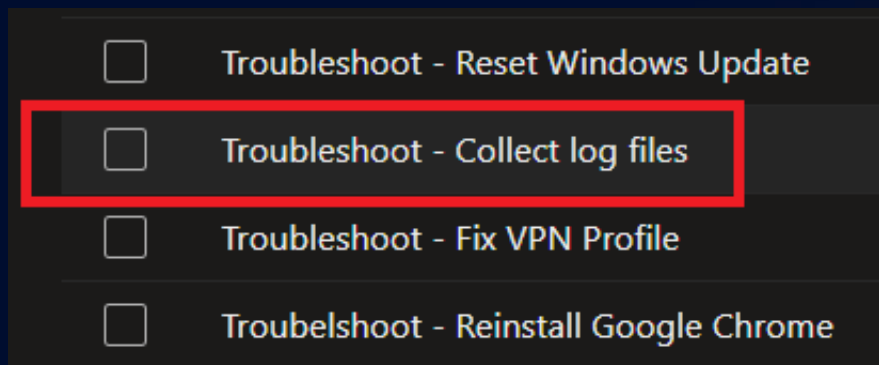 Troubleshoot - Reset Windows Update
Troubleshoot - Collect log files
Troubleshoot - Fix VPN Profile
Troubelshoot - Reinstall Google Chrome